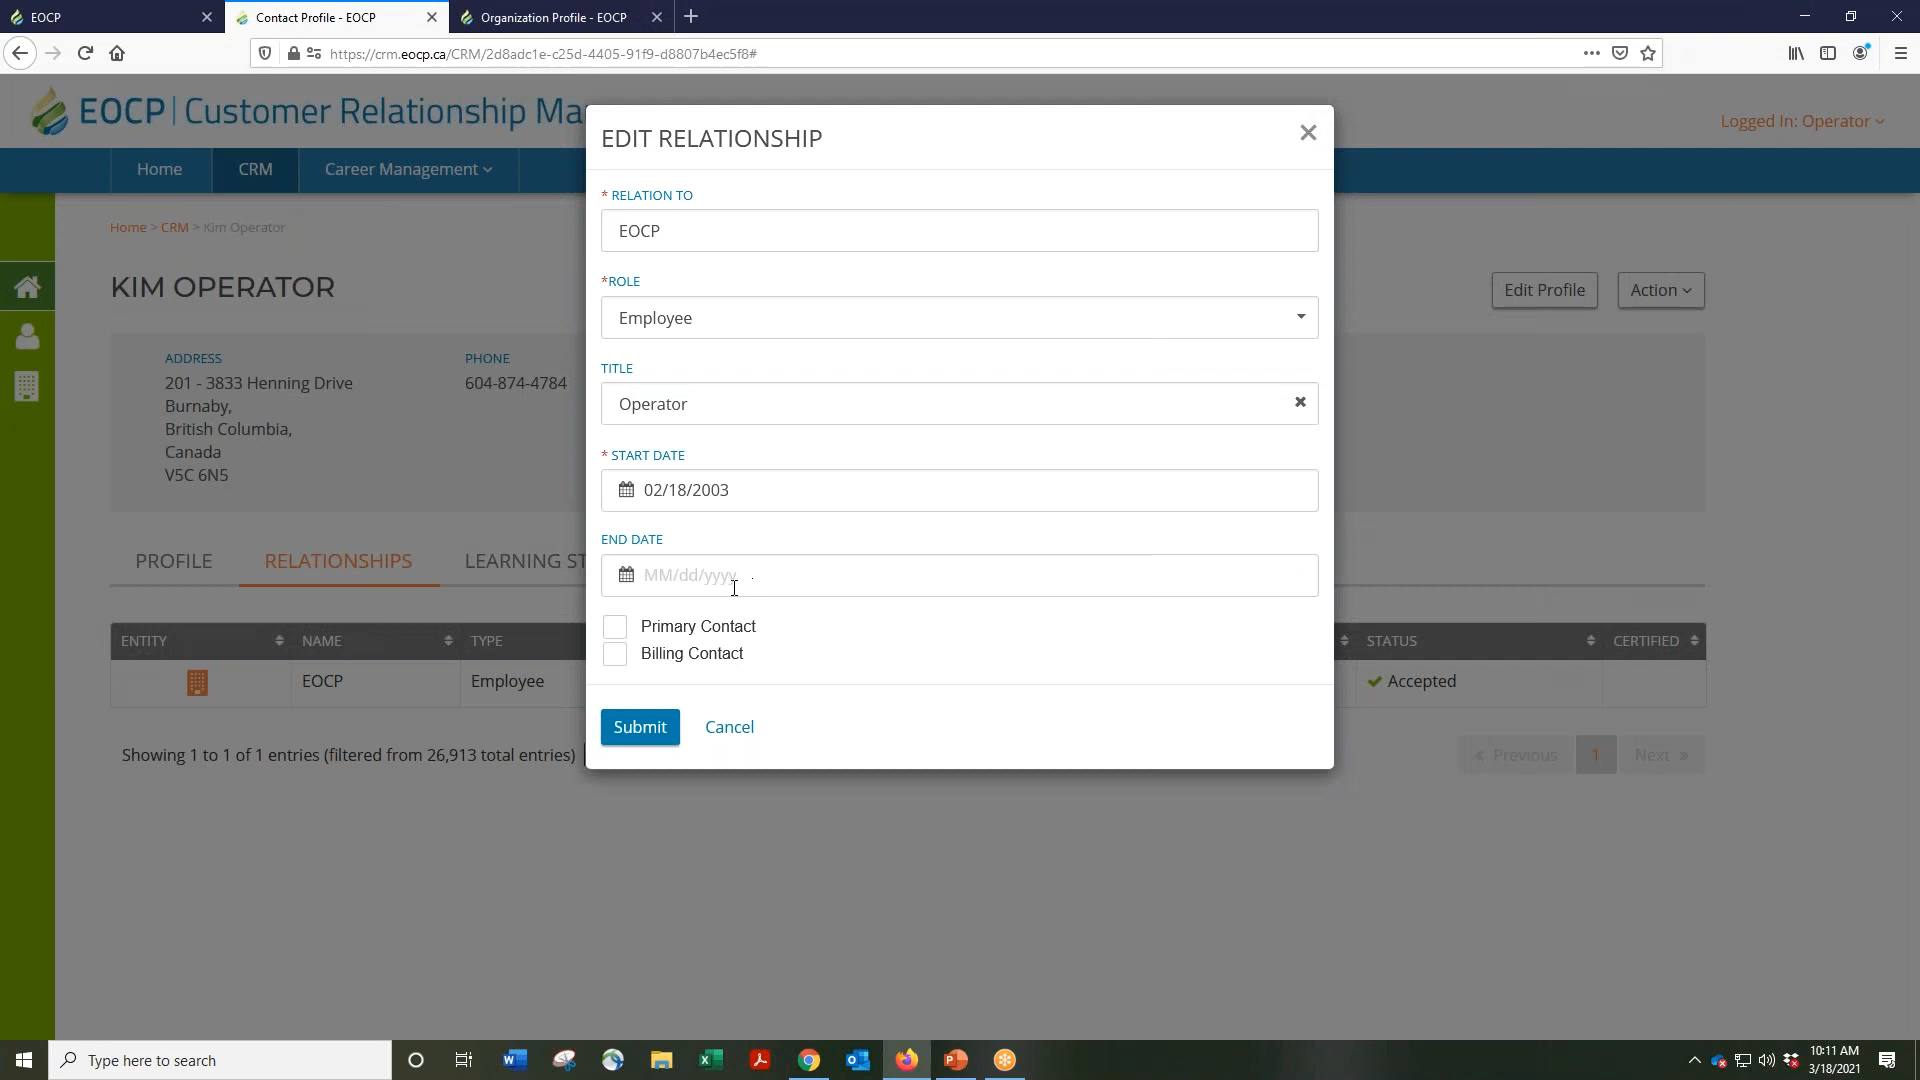 EOCP
Contact Profile - EOCP
Organization Profile - EOCP
https://crm.eocp.ca/CRM/2d8adc1e-c25d-4405-91f9-d8807b4ec5f8#
EOCP | Customer Relationship Ma
Logged In: Operator
Home
CRM
Career Management
Home > CRM > Kim Operator
KIM OPERATOR
Edit Profile
Action
ADDRESS
201 - 3833 Henning Drive
Burnaby,
British Columbia,
Canada
V5C 6N5
PHONE
604-874-4784
PROFILE
RELATIONSHIPS
LEARNING ST
ENTITY NAME TYPE STATUS CERTIFIED
EOCP Employee Accepted
Showing 1 to 1 of 1 entries (filtered from 26,913 total entries)
« Previous 1 Next »
EDIT RELATIONSHIP
* RELATION TO
EOCP
*ROLE
Employee
TITLE
Operator
* START DATE
02/18/2003
END DATE
MM/dd/yyyy
Primary Contact
Billing Contact
Submit Cancel
Type here to search
10:11 AM
3/18/2021